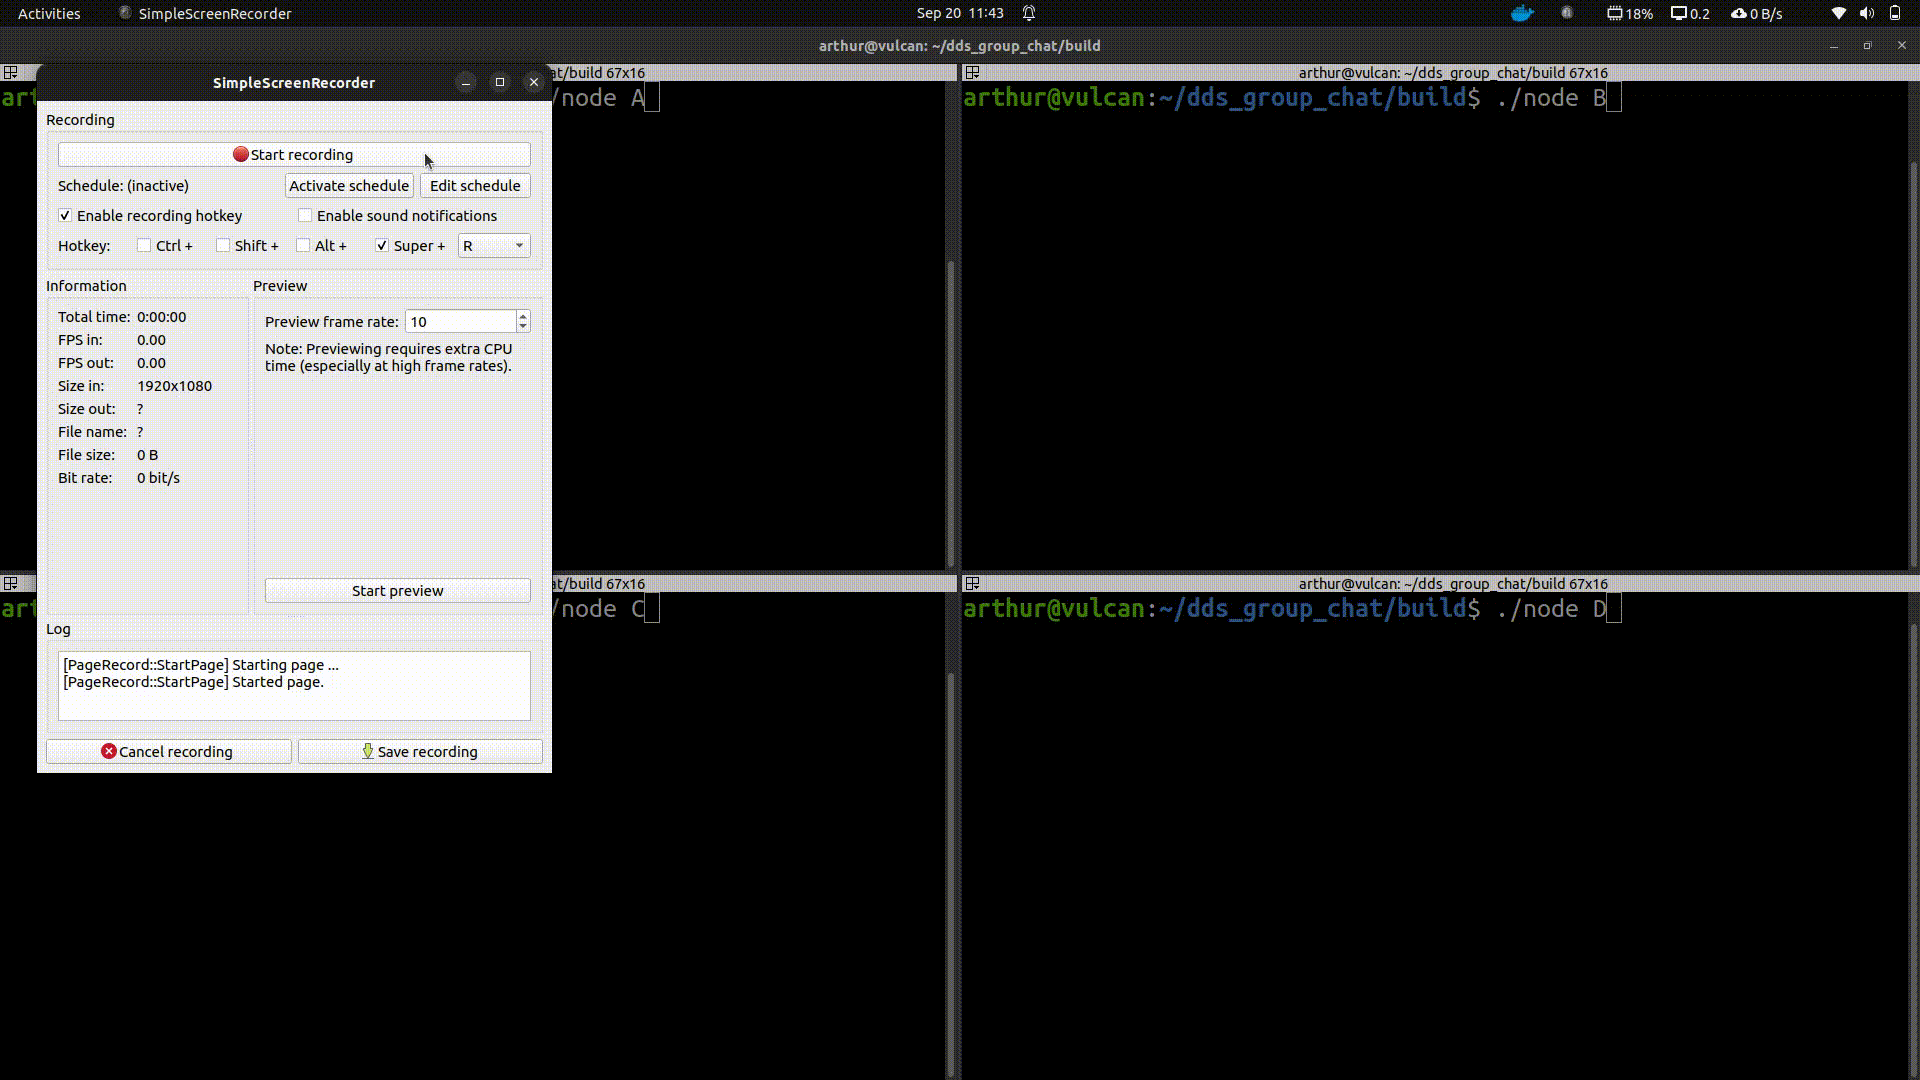 Activities SimpleScreenRecorder Sep 20 11:43 18% 0.2 0 B/s
arthur@vulcan: ~/dds_group_chat/build
SimpleScreenRecorder
at/build 67x16
art
/node A
Recording
Start recording
Schedule: (inactive) Activate schedule Edit schedule
Enable recording hotkey Enable sound notifications
Hotkey: Ctrl + Shift + Alt + Super + R
Information
Total time: 0:00:00
FPS in: 0.00
FPS out: 0.00
Size in: 1920x1080
Size out: ?
File name: ?
File size: 0 B
Bit rate: 0 bit/s
Preview
Preview frame rate: 10
Note: Previewing requires extra CPU
time (especially at high frame rates).
Start preview
Log
[PageRecord::StartPage] Starting page ...
[PageRecord::StartPage] Started page.
Cancel recording Save recording
arthur@vulcan: ~/dds_group_chat/build 67x16
arthur@vulcan:~/dds_group_chat/build$ ./node B
at/build 67x16
art
/node C
arthur@vulcan: ~/dds_group_chat/build 67x16
arthur@vulcan:~/dds_group_chat/build$ ./node D